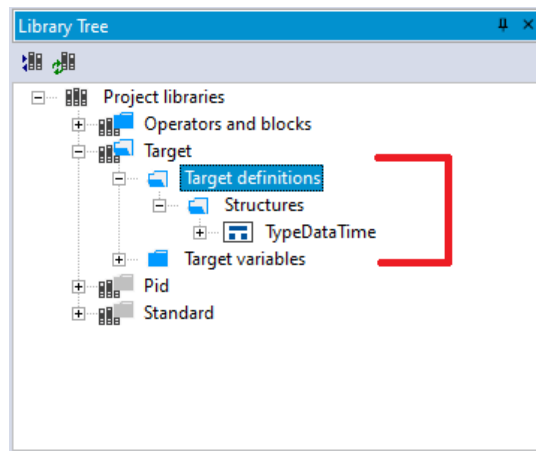 Library Tree
Project libraries
Operators and blocks
Target
Target definitions
Structures
TypeDataTime
Target variables
Pid
Standard